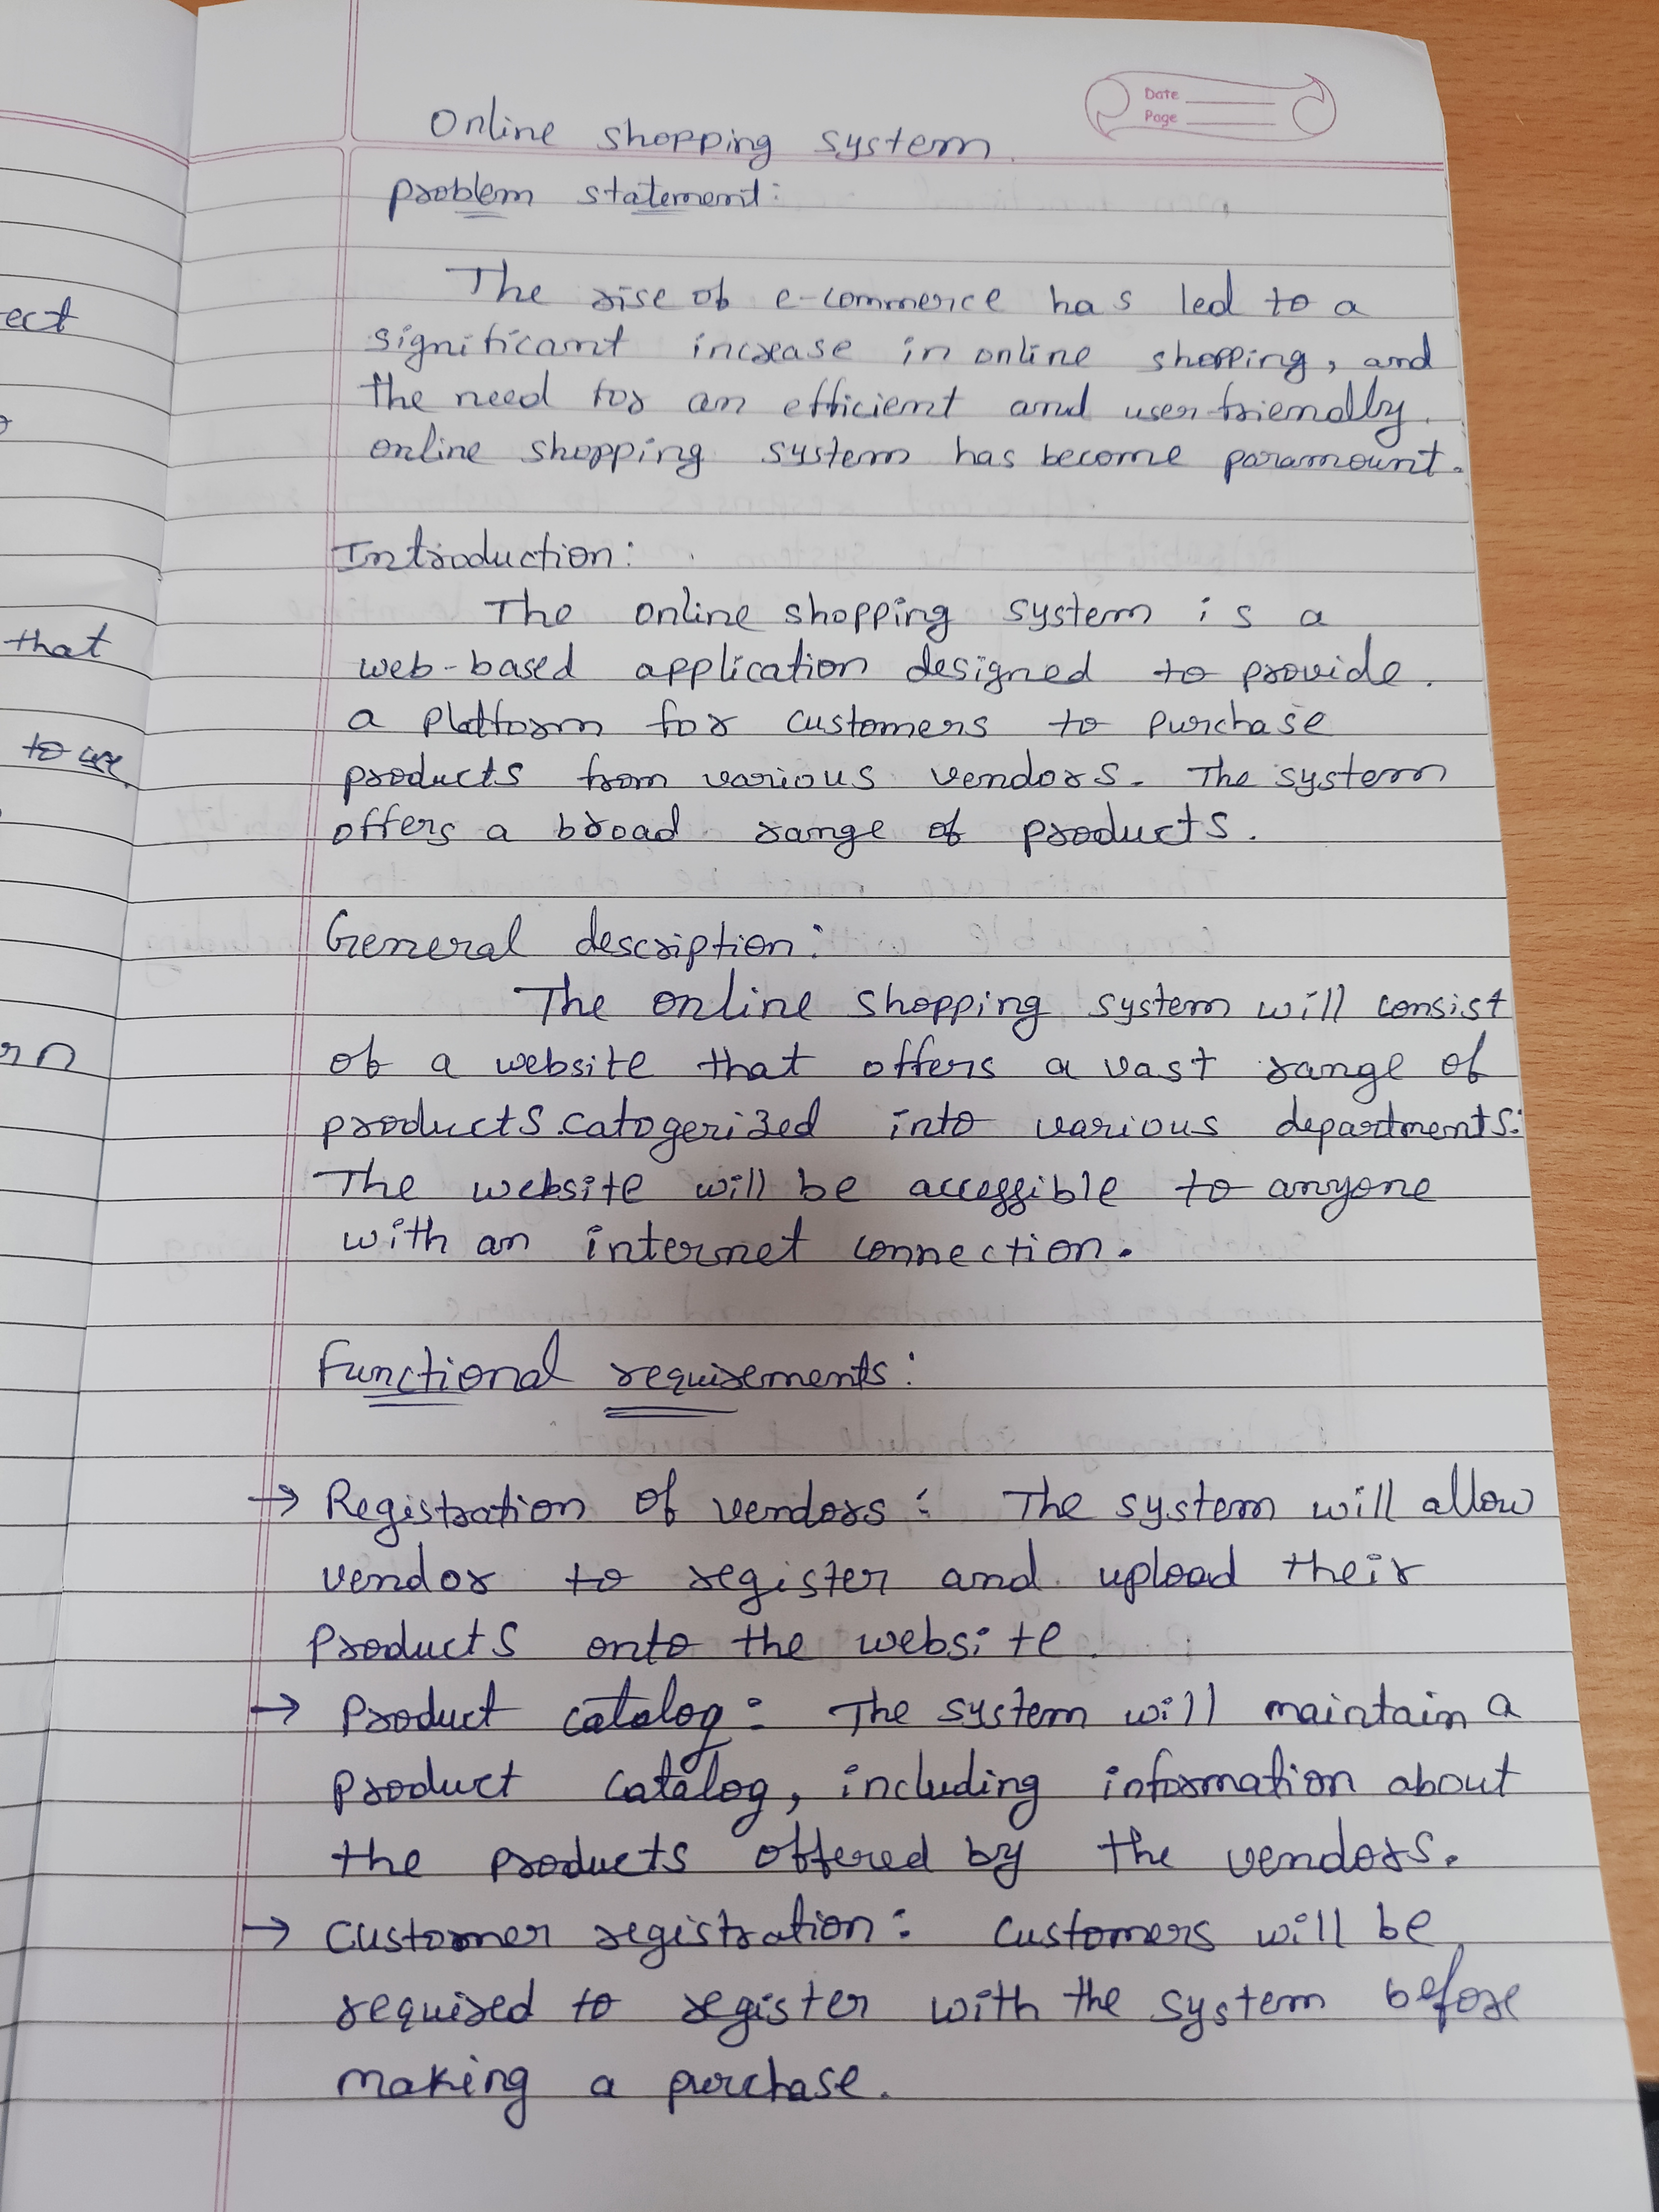 Date
Page
Online shopping system
problem statement:
The rise of e-commerce has led to a
significant increase in online shopping, and
the need for an efficient and user friendly
online shopping system has become paramount.
Introduction:
The online shopping system is a
web-based application designed to provide
a platform for customers to purchase
products from various vendors. The system
offers a broad range of products.
General description:
The online shopping system will consist
of a website that offers a vast range of
products catogerized into various departments.
The website will be accessible to anyone
with an internet connection.
Functional requirements:
→ Registration of vendors: The system will allow
vendor to register and upload their
products onto the website.
→ Product catalog: The system will maintain a
product catalog, including information about
the products offered by the vendors.
→ Customer registration: Customers will be
required to register with the system before
making a purchase.
ect
that
to use